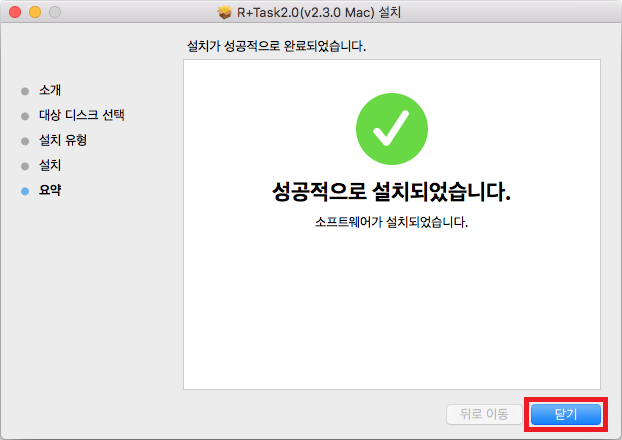 R+Task2.0(v2.3.0 Mac) 설치
설치가 성공적으로 완료되었습니다.
소개
대상 디스크 선택
설치 유형
설치
요약
성공적으로 설치되었습니다.
소프트웨어가 설치되었습니다.
뒤로 이동
닫기